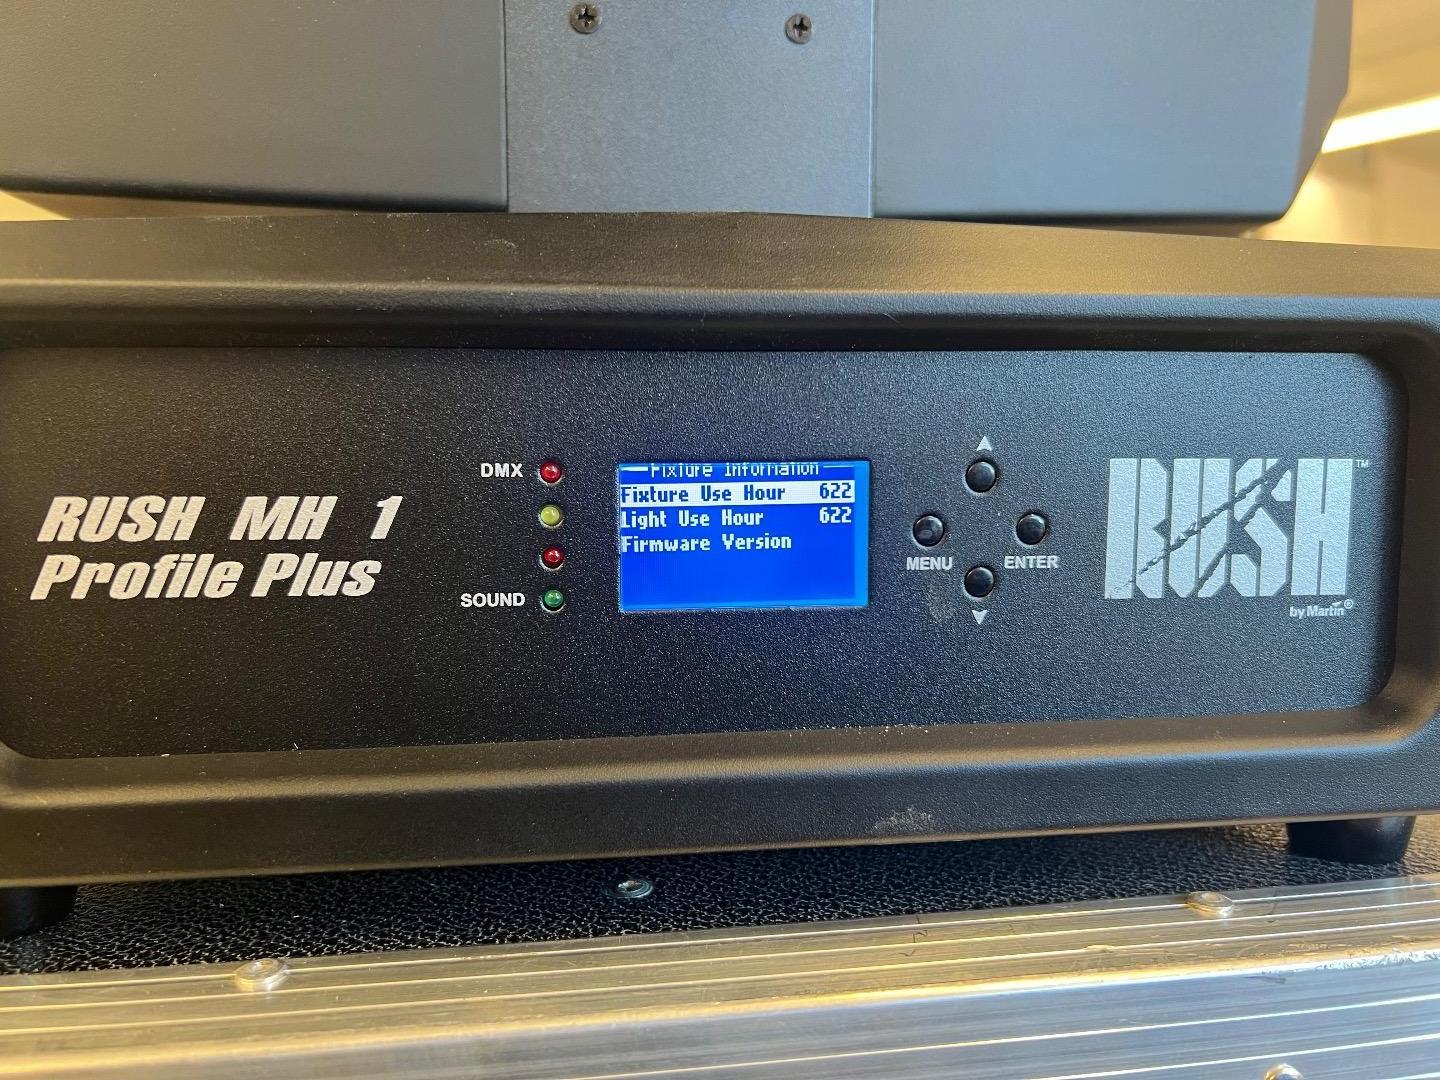 RUSH MH 1
Profile Plus
DMX
SOUND
Fixture Information
Fixture Use Hour 622
Light Use Hour 622
Firmware Version
MENU
ENTER
RUSH™
by Martin®